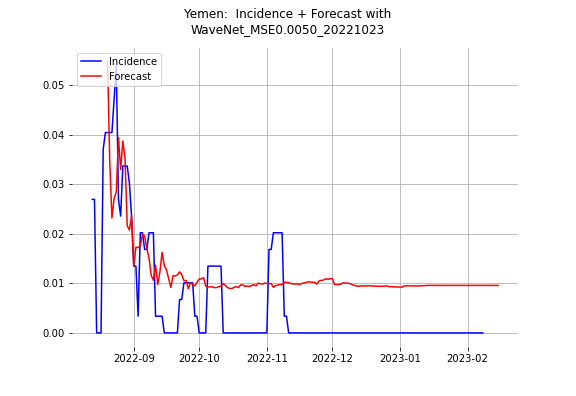 Yemen:  Incidence + Forecast with
WaveNet_MSE0.0050_20221023
Incidence
Forecast
0.05
0.04
0.03
0.02
0.01
0.00
2022-09 2022-10 2022-11 2022-12 2023-01 2023-02